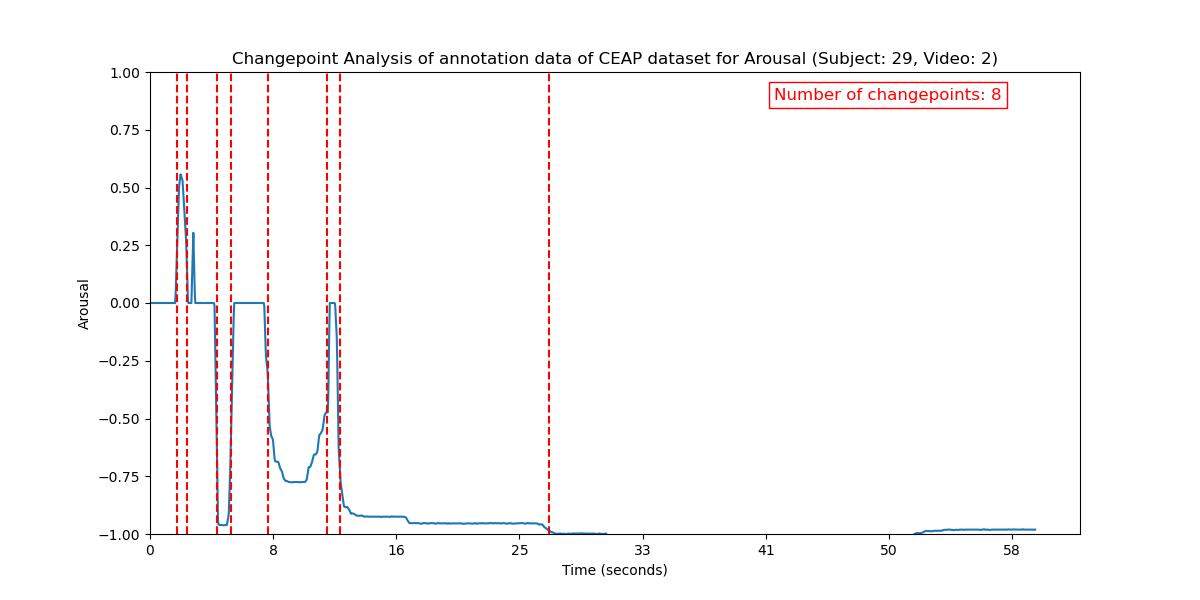 Changepoint Analysis of annotation data of CEAP dataset for Arousal (Subject: 29, Video: 2)
Number of changepoints: 8
Arousal
1.00
0.75
0.50
0.25
0.00
−0.25
−0.50
−0.75
−1.00
0 8 16 25 33 41 50 58
Time (seconds)